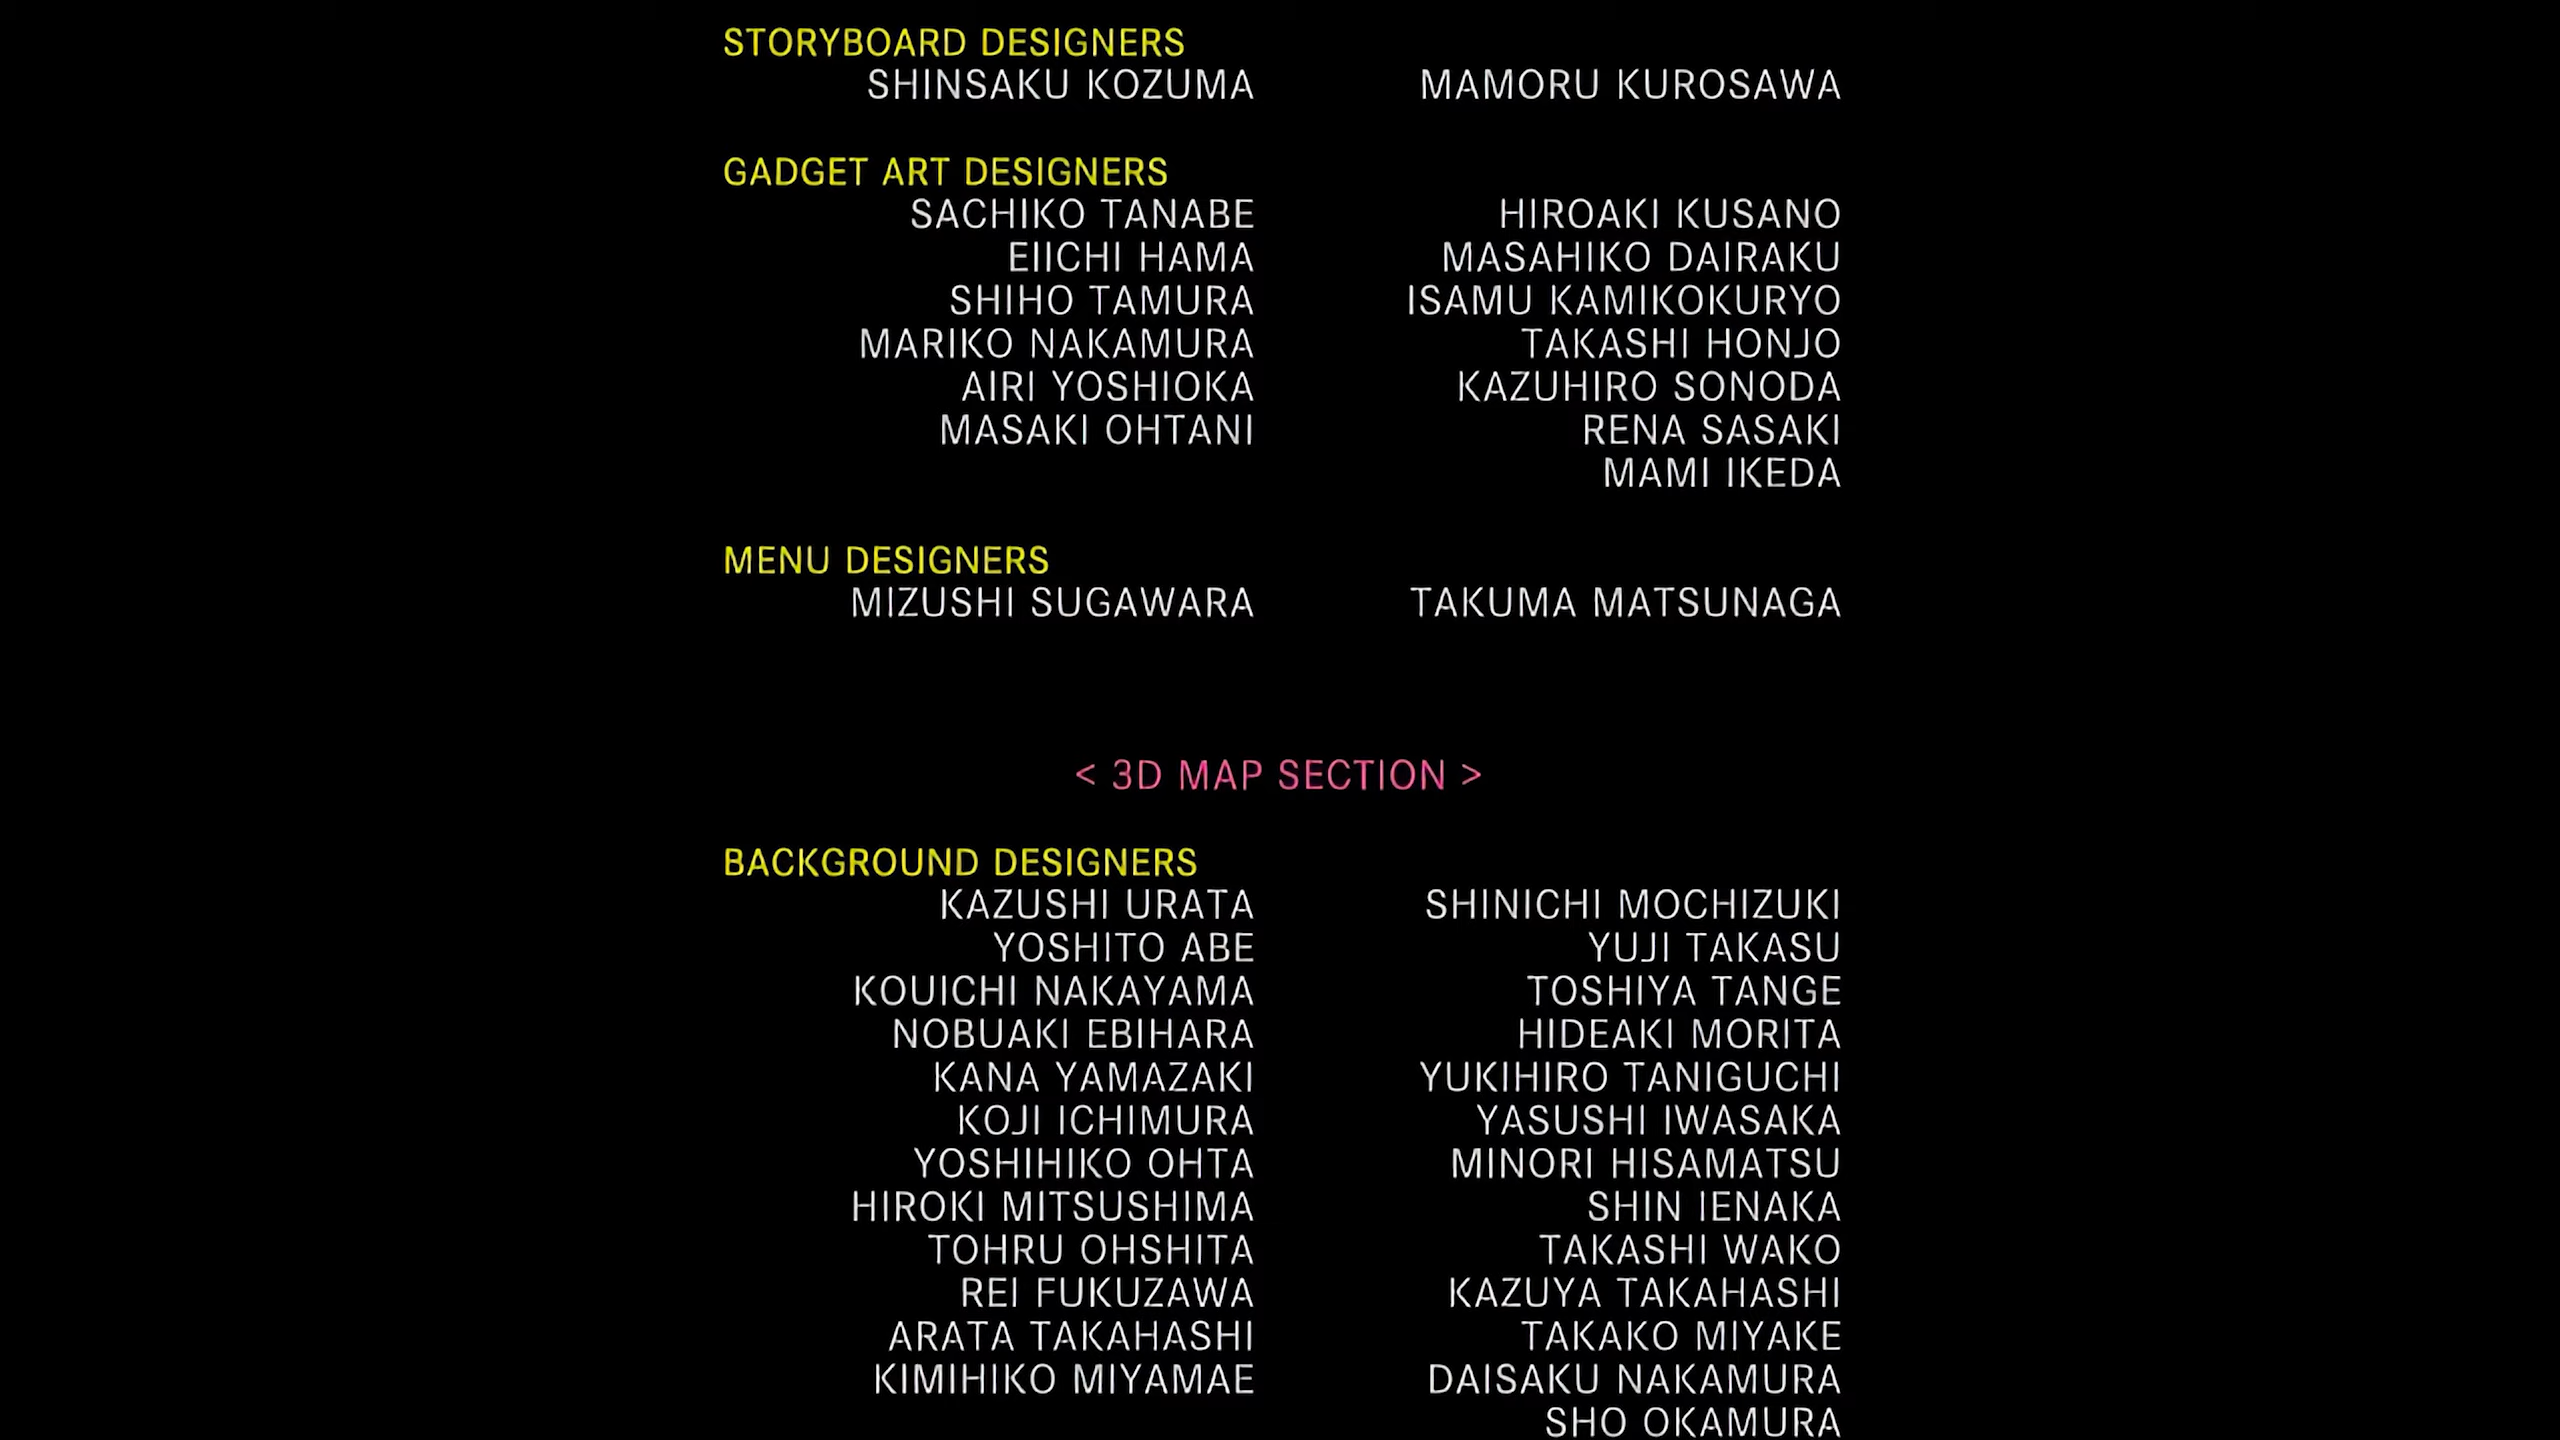 STORYBOARD DESIGNERS
SHINSAKU KOZUMA MAMORU KUROSAWA
GADGET ART DESIGNERS
SACHIKO TANABE HIROAKI KUSANO
EIICHI HAMA MASAHIKO DAIRAKU
SHIHO TAMURA ISAMU KAMIKOKURYO
MARIKO NAKAMURA TAKASHI HONJO
AIRI YOSHIOKA KAZUHIRO SONODA
MASAKI OHTANI RENA SASAKI
MAMI IKEDA
MENU DESIGNERS
MIZUSHI SUGAWARA TAKUMA MATSUNAGA
< 3D MAP SECTION >
BACKGROUND DESIGNERS
KAZUSHI URATA SHINICHI MOCHIZUKI
YOSHITO ABE YUJI TAKASU
KOUICHI NAKAYAMA TOSHIYA TANGE
NOBUAKI EBIHARA HIDEAKI MORITA
KANA YAMAZAKI YUKIHIRO TANIGUCHI
KOJI ICHIMURA YASUSHI IWASAKA
YOSHIHIKO OHTA MINORI HISAMATSU
HIROKI MITSUSHIMA SHIN IENAKA
TOHRU OHSHITA TAKASHI WAKO
REI FUKUZAWA KAZUYA TAKAHASHI
ARATA TAKAHASHI TAKAKO MIYAKE
KIMIHIKO MIYAMAE DAISAKU NAKAMURA
SHO OKAMURA